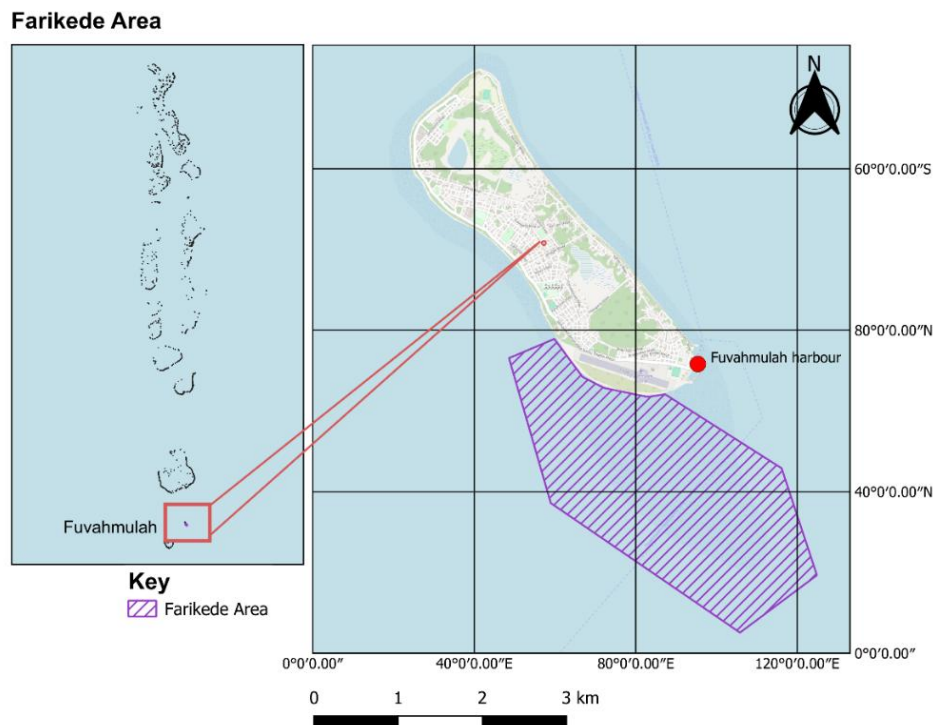 Farikede Area
N
60°0'0.00"S
80°0'0.00"N
Fuvahmulah harbour
40°0'0.00"N
Fuvahmulah
Key
Farikede Area
0°0'0.00"
0°0'0.00"
40°0'0.00"E
80°0'0.00"E
120°0'0.00"E
0 1 2 3 km